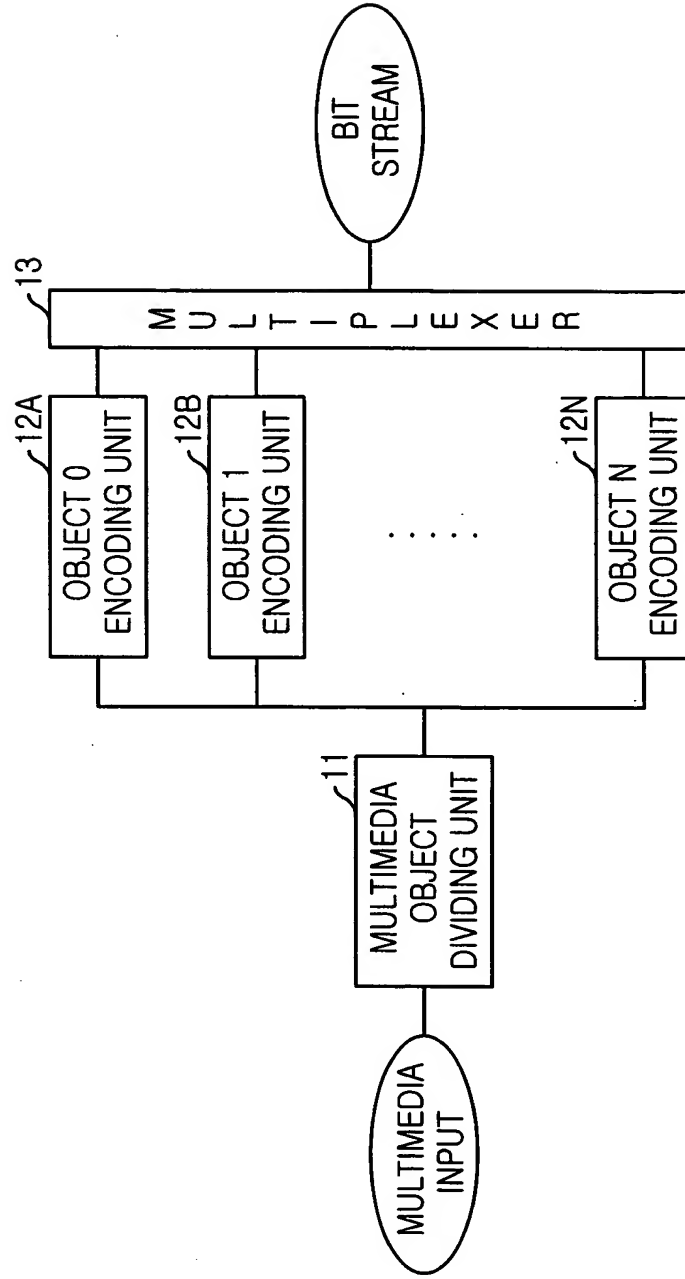 MULTIMEDIA
INPUT
11
MULTIMEDIA
OBJECT
DIVIDING UNIT
12A
OBJECT 0
ENCODING UNIT
12B
OBJECT 1
ENCODING UNIT
.....
12N
OBJECT N
ENCODING UNIT
13
MULTIPLEXER
BIT
STREAM